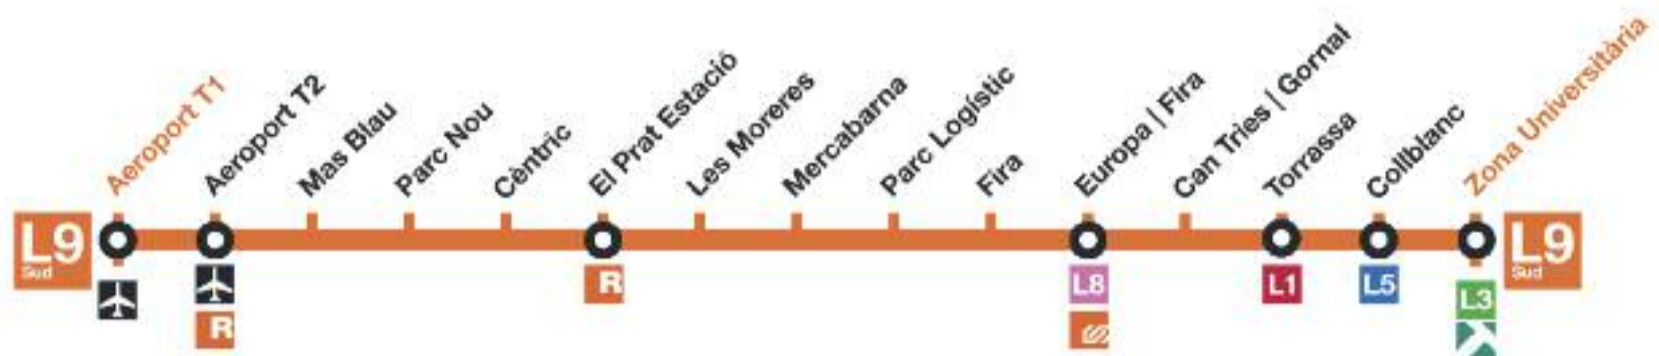 Aeroport T1
Aeroport T2
Mas Blau
Parc Nou
Cèntric
El Prat Estació
Les Moreres
Mercabarna
Parc Logístic
Fira
Europa | Fira
Can Tries | Gornal
Torrassa
Collblanc
Zona Universitària
L9
Sud
L9
Sud
R
R
L8
L1
L5
L3